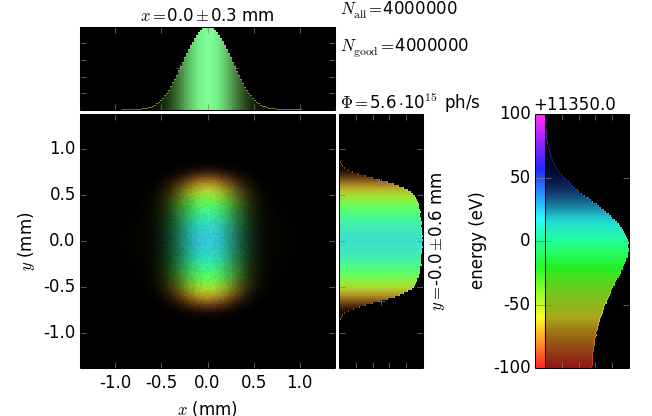 x=0.0±0.3 mm
N_all=4000000
N_good=4000000
Φ=5.6·10^15 ph/s
+11350.0
1.0
0.5
0.0
-0.5
-1.0
y (mm)
-1.0 -0.5 0.0 0.5 1.0
x (mm)
y=-0.0±0.6 mm
100
50
0
-50
-100
energy (eV)